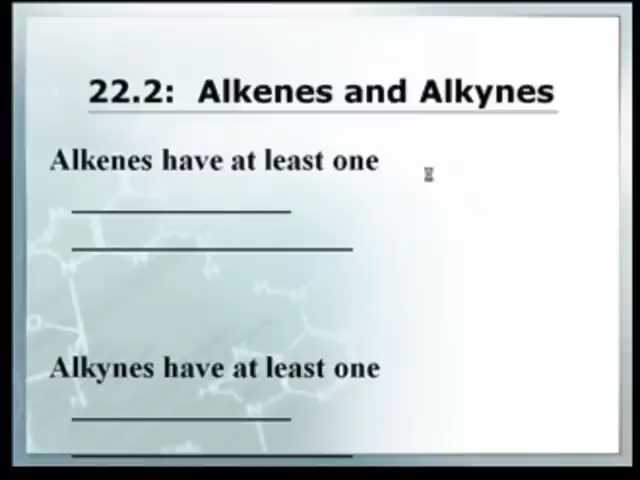 22.2: Alkenes and Alkynes
Alkenes have at least one
Alkynes have at least one